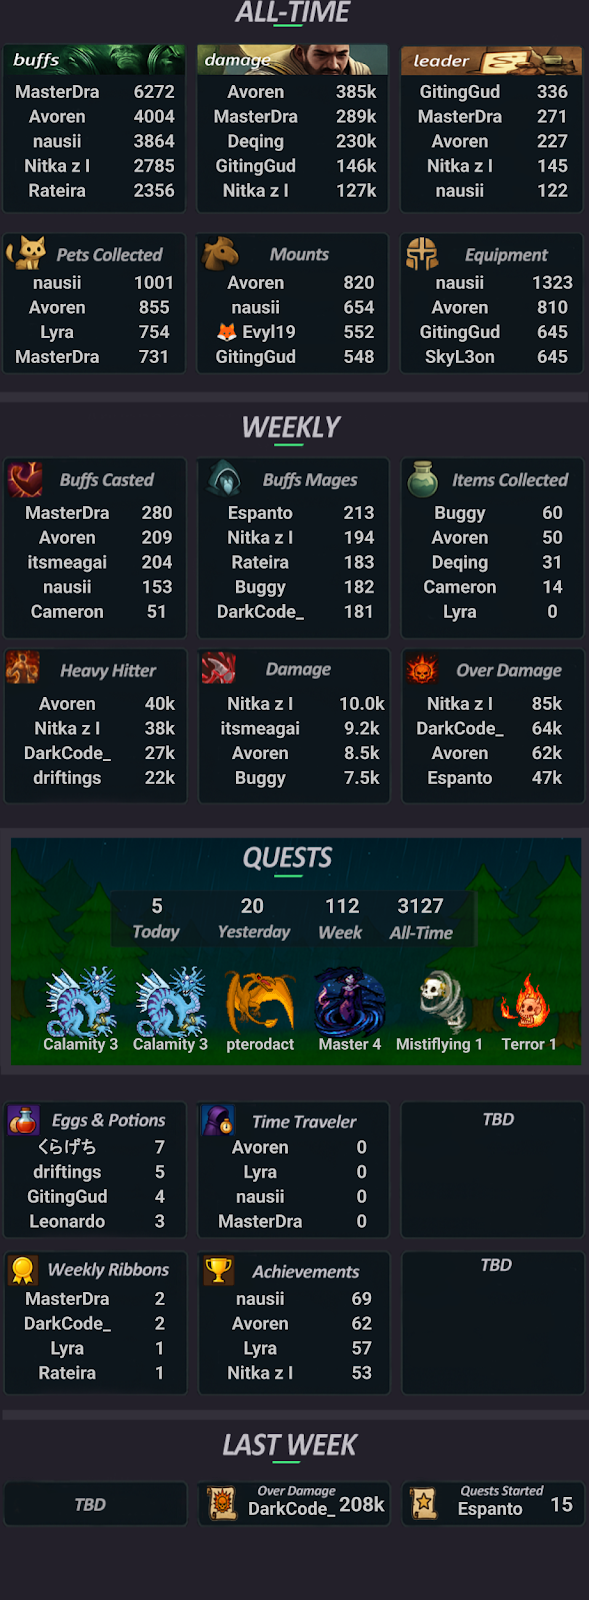 ALL-TIME
buffs
MasterDra 6272
Avoren 4004
nausii 3864
Nitka z l 2785
Rateira 2356
damage
Avoren 385k
MasterDra 289k
Deqing 230k
GitingGud 146k
Nitka z l 127k
leader
GitingGud 336
MasterDra 271
Avoren 227
Nitka z l 145
nausii 122
Pets Collected
nausii 1001
Avoren 855
Lyra 754
MasterDra 731
Mounts
Avoren 820
nausii 654
🦊 Evyl19 552
GitingGud 548
Equipment
nausii 1323
Avoren 810
GitingGud 645
SkyL3on 645
WEEKLY
Buffs Casted
MasterDra 280
Avoren 209
itsmeagai 204
nausii 153
Cameron 51
Buffs Mages
Espanto 213
Nitka z l 194
Rateira 183
Buggy 182
DarkCode_ 181
Items Collected
Buggy 60
Avoren 50
Deqing 31
Cameron 14
Lyra 0
Heavy Hitter
Avoren 40k
Nitka z l 38k
DarkCode_ 27k
driftings 22k
Damage
Nitka z l 10.0k
itsmeagai 9.2k
Avoren 8.5k
Buggy 7.5k
Over Damage
Nitka z l 85k
DarkCode_ 64k
Avoren 62k
Espanto 47k
QUESTS
5 20 112 3127
Today Yesterday Week All-Time
Calamity 3 Calamity 3 pterodact Master 4 Mistiflying 1 Terror 1
Eggs & Potions
くらげち 7
driftings 5
GitingGud 4
Leonardo 3
Time Traveler
Avoren 0
Lyra 0
nausii 0
MasterDra 0
TBD
Weekly Ribbons
MasterDra 2
DarkCode_ 2
Lyra 1
Rateira 1
Achievements
nausii 69
Avoren 62
Lyra 57
Nitka z l 53
TBD
LAST WEEK
TBD
Over Damage
DarkCode_ 208k
Quests Started
Espanto 15